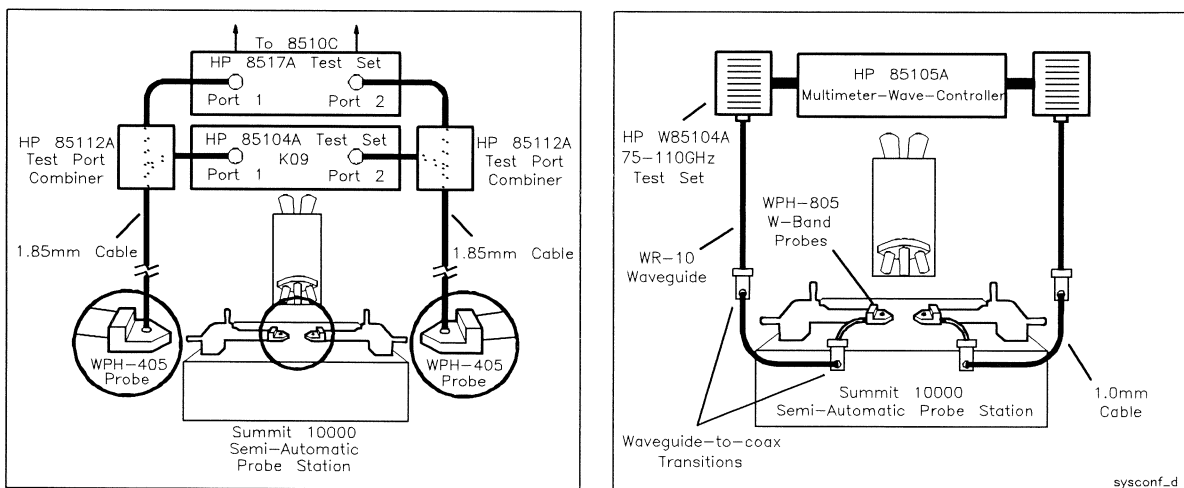 To 8510C
HP 8517A Test Set
Port 1 Port 2
HP 85112A
Test Port
Combiner
HP 85104A Test Set
K09
Port 1 Port 2
HP 85112A
Test Port
Combiner
1.85mm Cable
1.85mm Cable
WPH-405
Probe
WPH-405
Probe
Summit 10000
Semi-Automatic
Probe Station
HP 85105A
Multimeter-Wave-Controller
HP W85104A
75-110GHz
Test Set
WPH-805
W-Band
Probes
WR-10
Waveguide
Summit 10000
Semi-Automatic Probe Station
1.0mm
Cable
Waveguide-to-coax
Transitions
sysconf_d